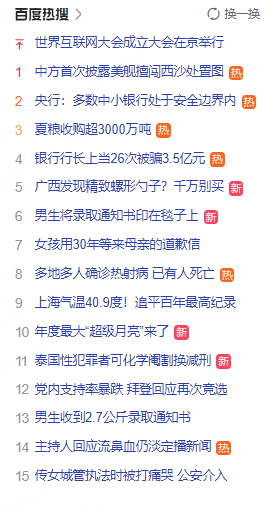 百度热搜 > 换一换
世界互联网大会成立大会在京举行
1 中方首次披露美舰擅闯西沙处置图 热
2 央行：多数中小银行处于安全边界内 热
3 夏粮收购超3000万吨 热
4 银行行长上当26次被骗3.5亿元 热
5 广西发现精致螺形勺子？千万别买 新
6 男生将录取通知书印在毯子上 新
7 女孩用30年等来母亲的道歉信
8 多地多人确诊热射病 已有人死亡 热
9 上海气温40.9度！追平百年最高纪录
10 年度最大“超级月亮”来了 新
11 泰国性犯罪者可化学阉割换减刑 新
12 党内支持率暴跌 拜登回应再次竞选
13 男生收到2.7公斤录取通知书
14 主持人回应流鼻血仍淡定播新闻 热
15 传女城管执法时被打痛哭 公安介入